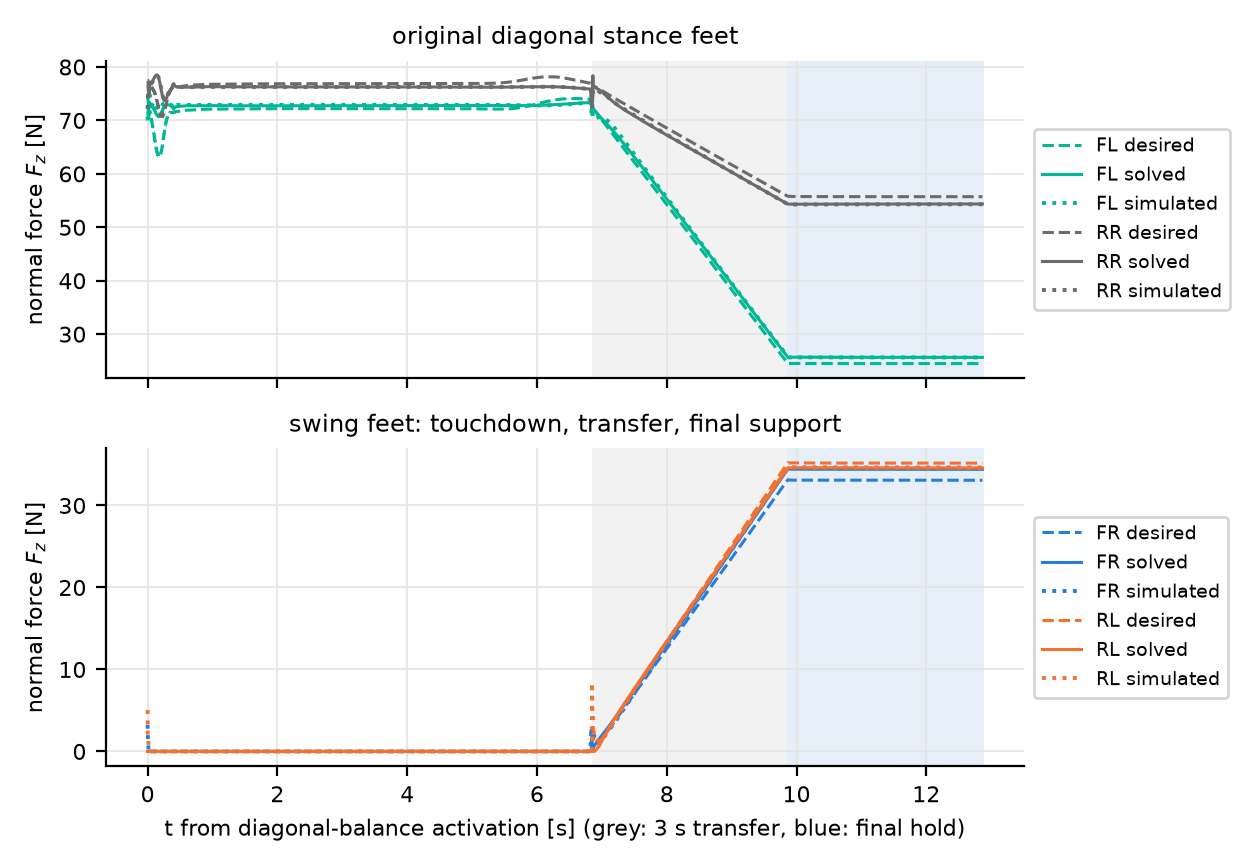 original diagonal stance feet
80
70
60
50
40
30
normal force F_z [N]
FL desired
FL solved
FL simulated
RR desired
RR solved
RR simulated
swing feet: touchdown, transfer, final support
30
20
10
0
normal force F_z [N]
FR desired
FR solved
FR simulated
RL desired
RL solved
RL simulated
0 2 4 6 8 10 12
t from diagonal-balance activation [s] (grey: 3 s transfer, blue: final hold)